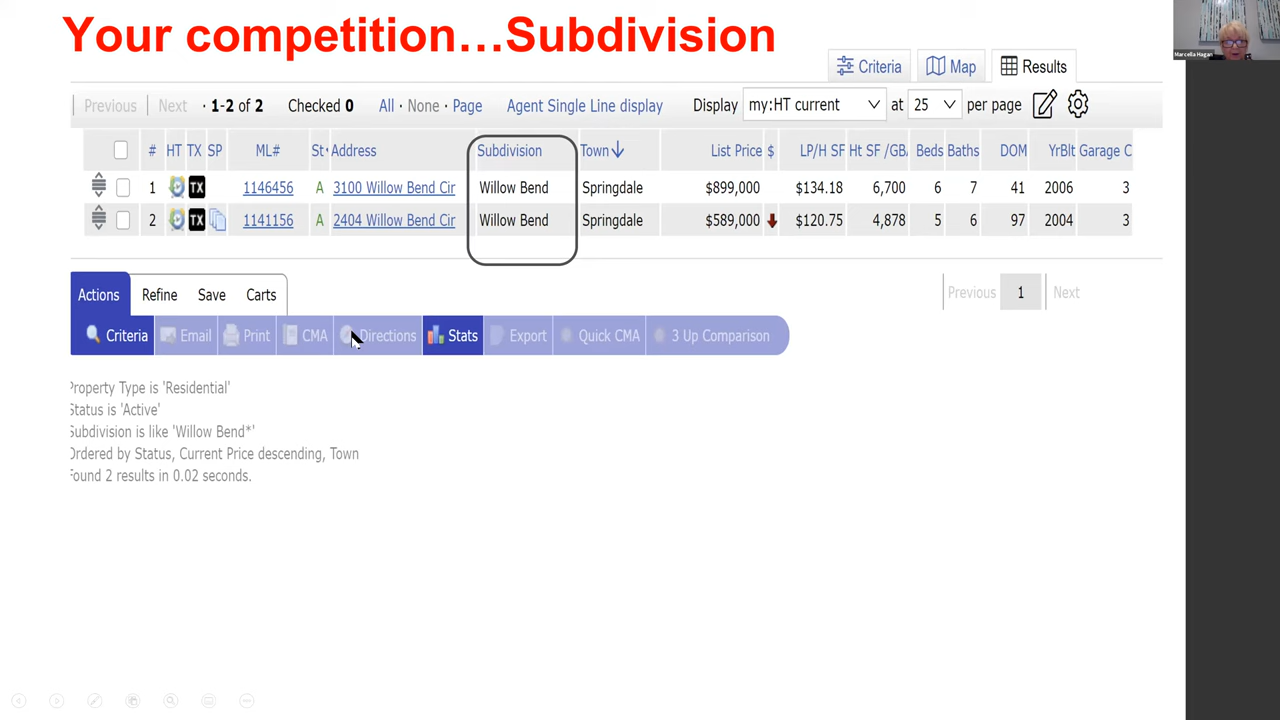 Your competition...Subdivision
Marcella Hagan
Criteria Map Results
Previous Next · 1-2 of 2 Checked 0 All · None · Page Agent Single Line display Display my:HT current at 25 per page
# HT TX SP ML# St Address Subdivision Town List Price $ LP/H SF Ht SF /GBA Beds Baths DOM YrBlt Garage C
1 TX 1146456 A 3100 Willow Bend Cir Willow Bend Springdale $899,000 $134.18 6,700 6 7 41 2006 3
2 TX 1141156 A 2404 Willow Bend Cir Willow Bend Springdale $589,000 $120.75 4,878 5 6 97 2004 3
Actions Refine Save Carts Previous 1 Next
Criteria Email Print CMA Directions Stats Export Quick CMA 3 Up Comparison
Property Type is 'Residential'
Status is 'Active'
Subdivision is like 'Willow Bend*'
Ordered by Status, Current Price descending, Town
Found 2 results in 0.02 seconds.